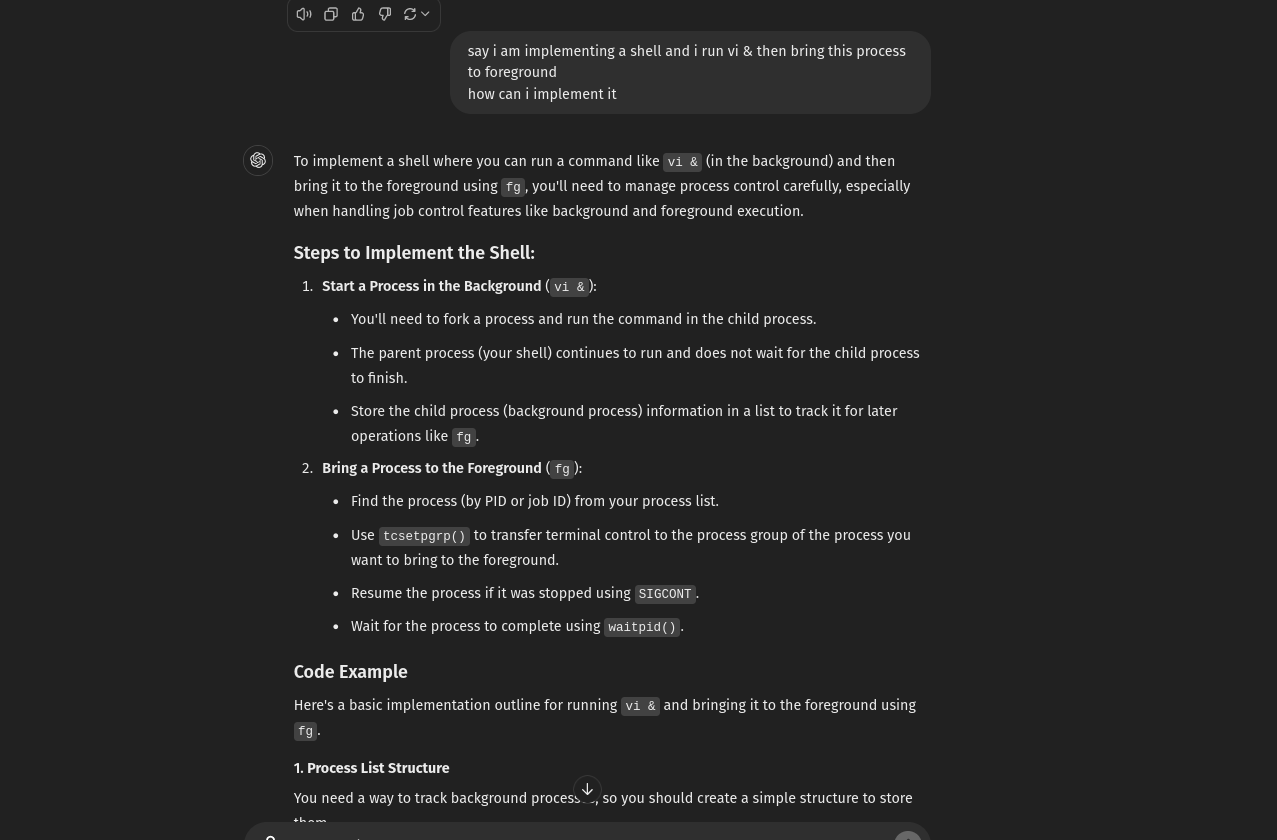 say i am implementing a shell and i run vi & then bring this process
to foreground
how can i implement it
To implement a shell where you can run a command like vi & (in the background) and then
bring it to the foreground using fg, you'll need to manage process control carefully, especially
when handling job control features like background and foreground execution.
Steps to Implement the Shell:
1. Start a Process in the Background (vi &):
• You'll need to fork a process and run the command in the child process.
• The parent process (your shell) continues to run and does not wait for the child process
to finish.
• Store the child process (background process) information in a list to track it for later
operations like fg.
2. Bring a Process to the Foreground (fg):
• Find the process (by PID or job ID) from your process list.
• Use tcsetpgrp() to transfer terminal control to the process group of the process you
want to bring to the foreground.
• Resume the process if it was stopped using SIGCONT.
• Wait for the process to complete using waitpid().
Code Example
Here's a basic implementation outline for running vi & and bringing it to the foreground using
fg.
1. Process List Structure
You need a way to track background process , so you should create a simple structure to store
them